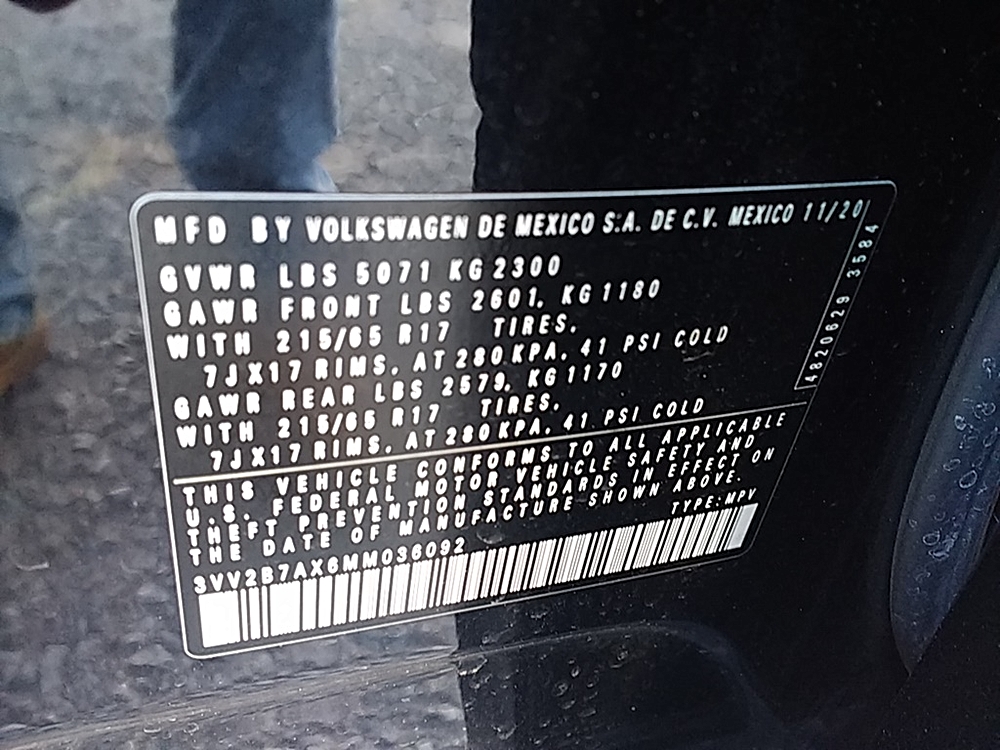 MFD BY VOLKSWAGEN DE MEXICO S.A. DE C.V. MEXICO 11/20
GVWR LBS 5071 KG 2300
GAWR FRONT LBS 2601, KG 1180
WITH 215/65 R17 TIRES,
7JX17 RIMS, AT 280 KPA, 41 PSI COLD
GAWR REAR LBS 2579, KG 1170
WITH 215/65 R17 TIRES,
7JX17 RIMS, AT 280 KPA, 41 PSI COLD
THIS VEHICLE CONFORMS TO ALL APPLICABLE
U.S. FEDERAL MOTOR VEHICLE SAFETY AND
THEFT PREVENTION STANDARDS IN EFFECT ON
THE DATE OF MANUFACTURE SHOWN ABOVE.
TYPE: MPV
3VV2B7AX6MM036092
4820629 3584